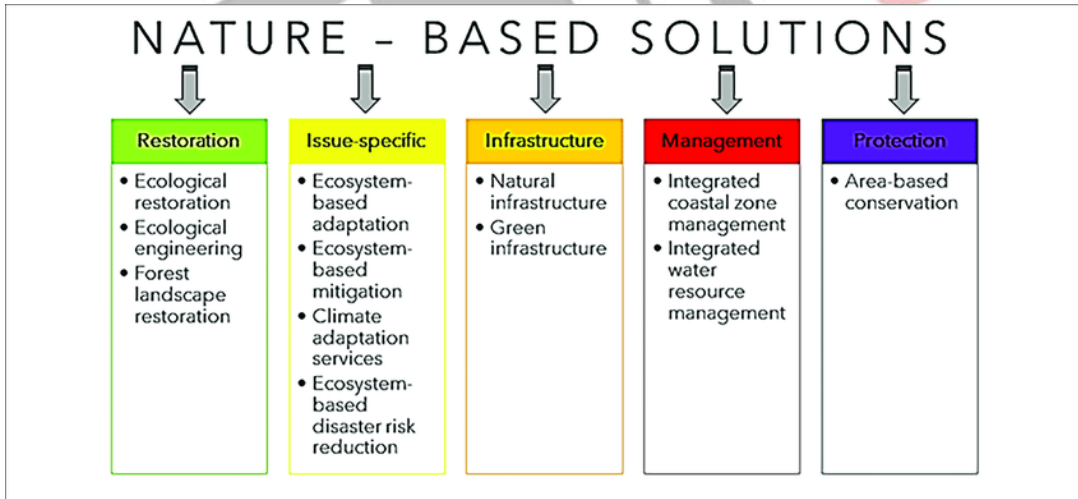 NATURE – BASED SOLUTIONS
Restoration
• Ecological
restoration
• Ecological
engineering
• Forest
landscape
restoration
Issue-specific
• Ecosystem-
based
adaptation
• Ecosystem-
based
mitigation
• Climate
adaptation
services
• Ecosystem-
based
disaster risk
reduction
Infrastructure
• Natural
infrastructure
• Green
infrastructure
Management
• Integrated
coastal zone
management
• Integrated
water
resource
management
Protection
• Area-based
conservation